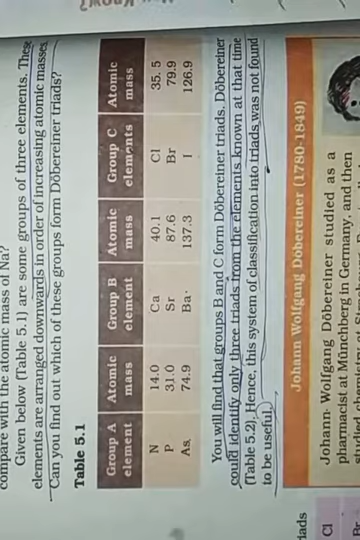 compare with the atomic mass of Na?
Given below (Table 5.1) are some groups of three elements. These
elements are arranged downwards in order of increasing atomic masses.
Can you find out which of these groups form Döbereiner triads?
Table 5.1
Group A element Atomic mass Group B element Atomic mass Group C elements Atomic mass
N 14.0 Ca 40.1 Cl 35.5
P 31.0 Sr 87.6 Br 79.9
As 74.9 Ba 137.3 I 126.9
You will find that groups B and C form Döbereiner triads. Döbereiner
could identify only three triads from the elements known at that time
(Table 5.2). Hence, this system of classification into triads was not found
to be useful.
Johann Wolfgang Döbereiner (1780-1849)
Johann Wolfgang Döbereiner studied as a
pharmacist at Münchberg in Germany, and then
iads
Cl
Br